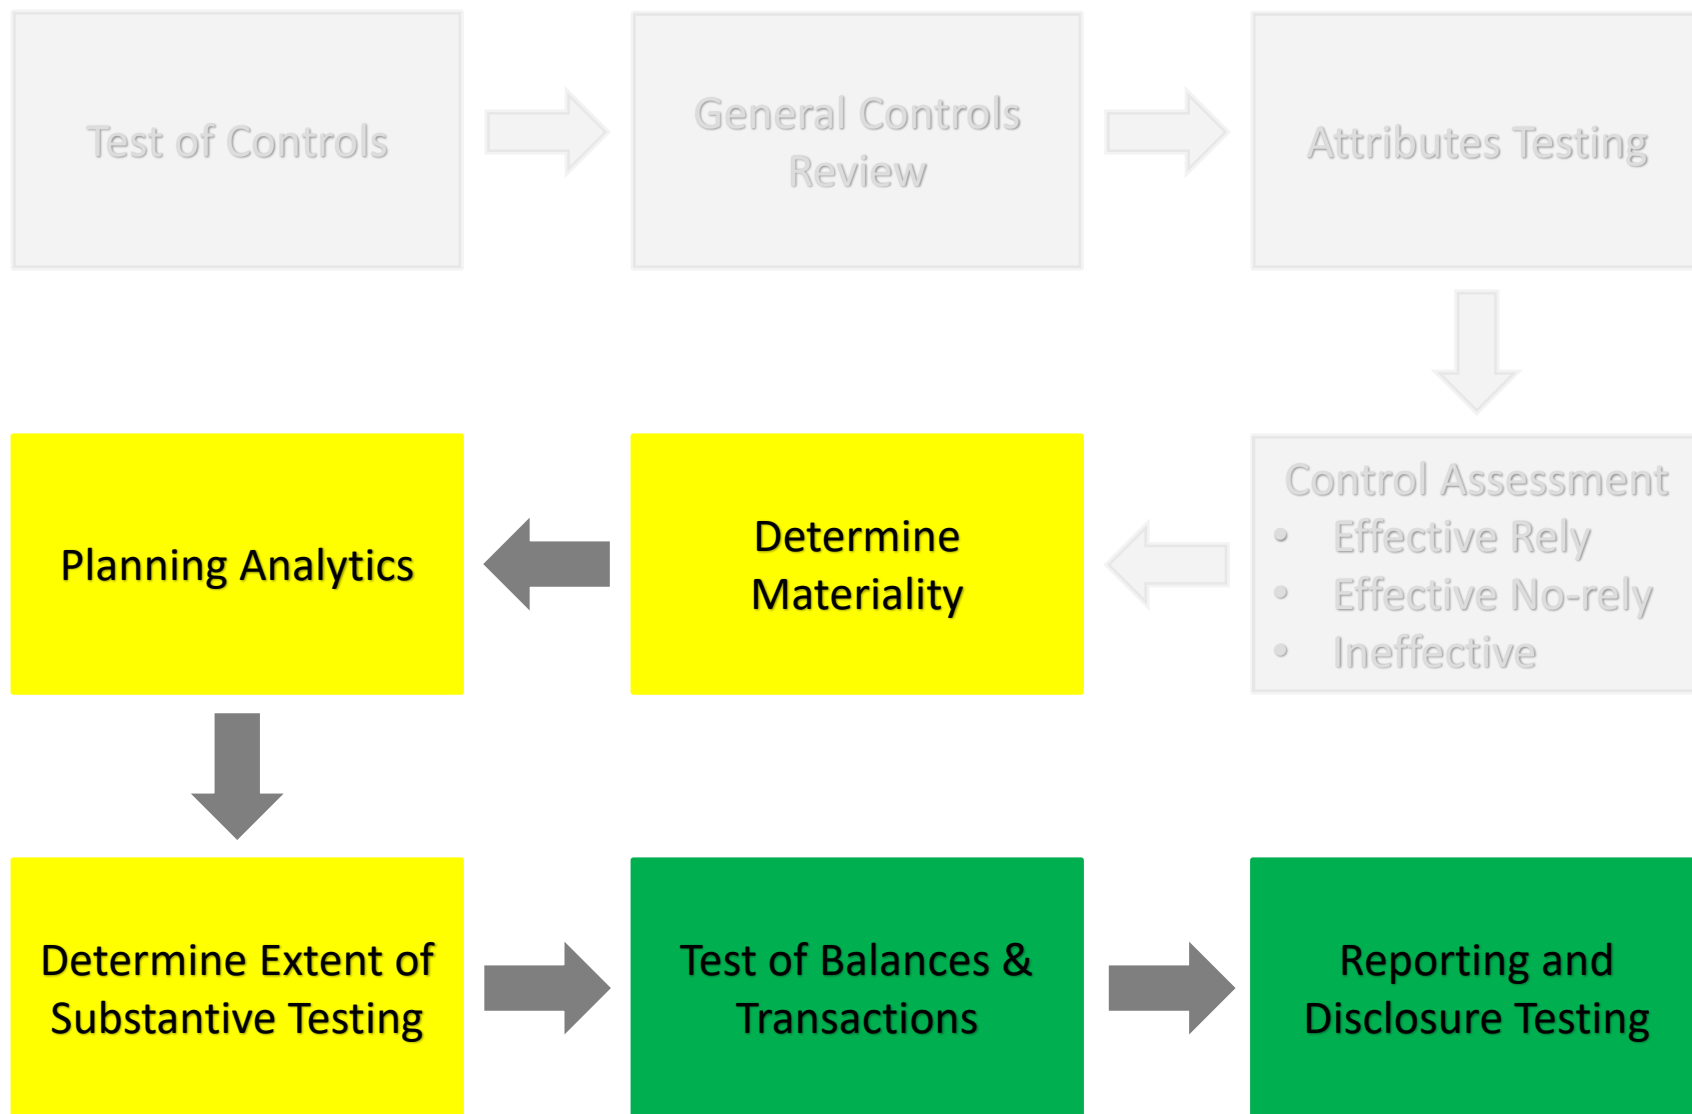 Test of Controls
General Controls
Review
Attributes Testing
Control Assessment
• Effective Rely
• Effective No-rely
• Ineffective
Determine
Materiality
Planning Analytics
Determine Extent of
Substantive Testing
Test of Balances &
Transactions
Reporting and
Disclosure Testing